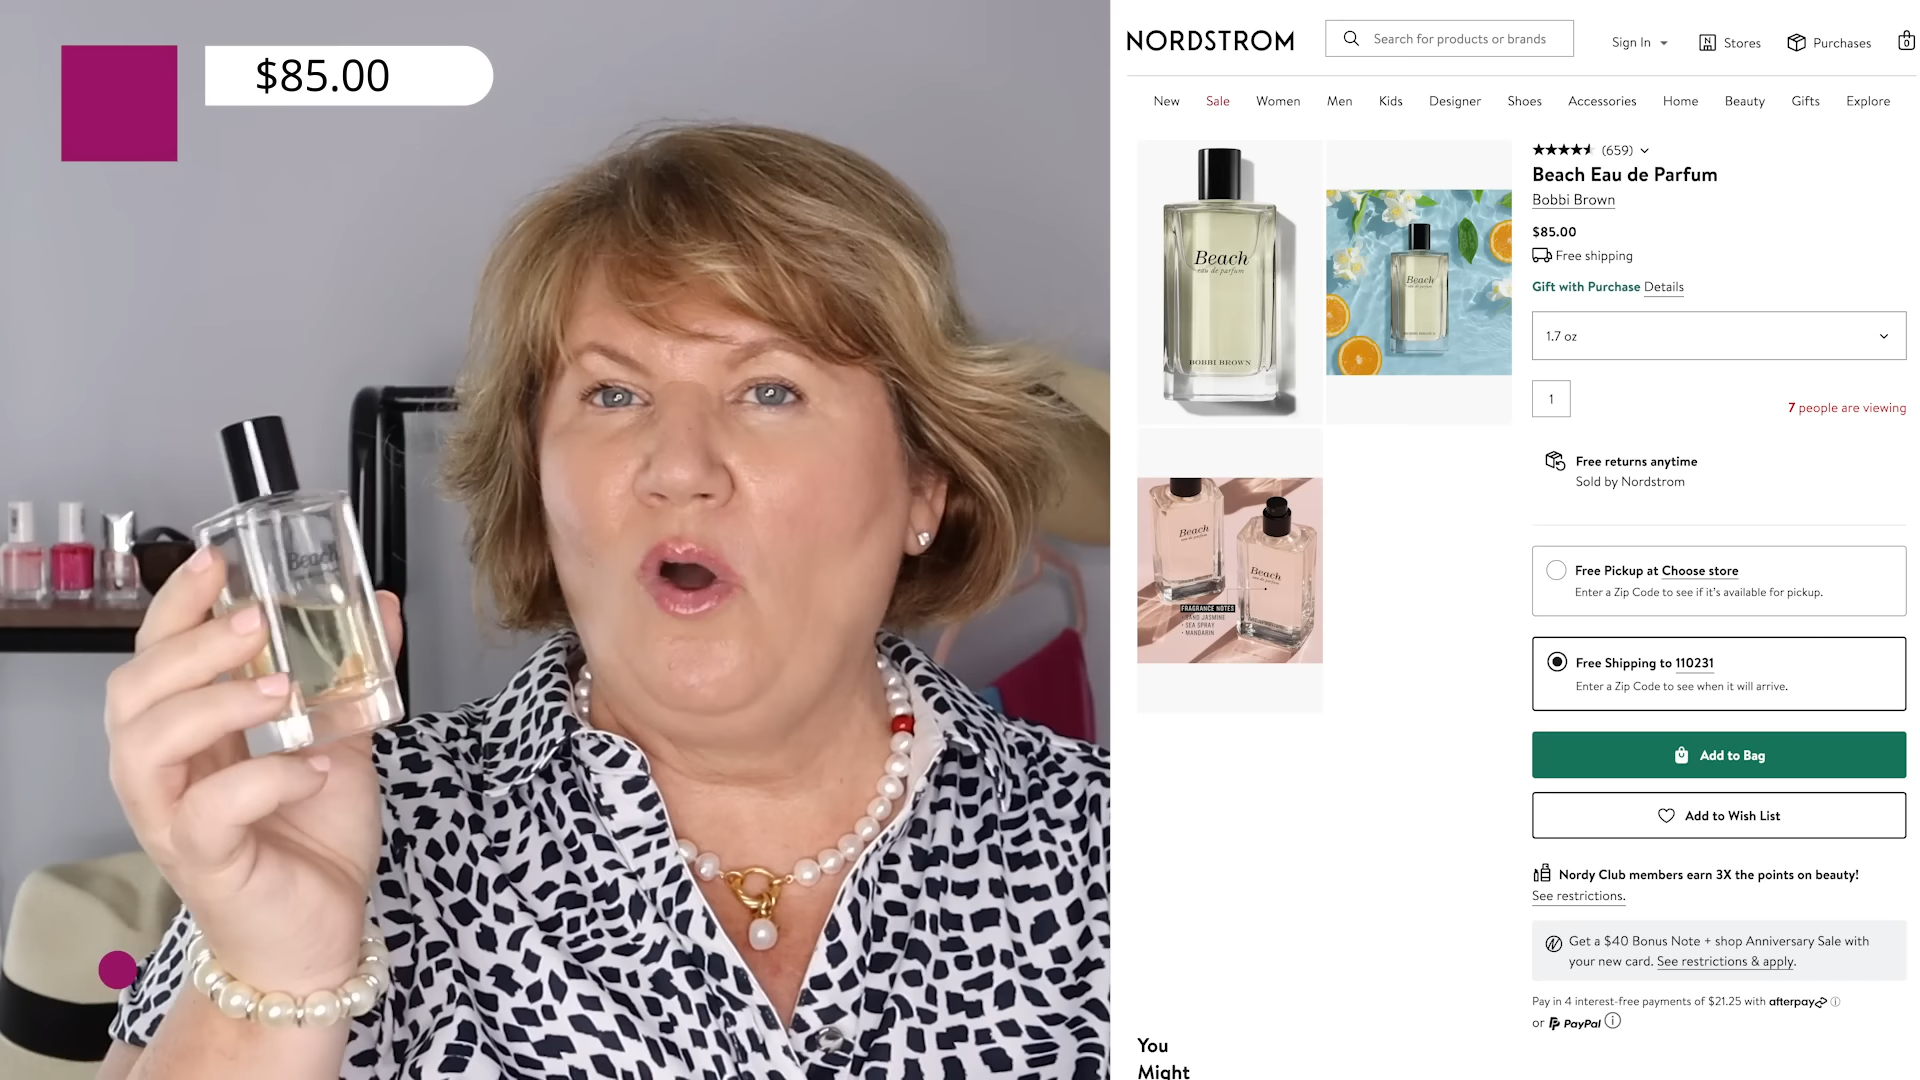 $85.00
Beach
NORDSTROM
Search for products or brands
Sign In
Stores
Purchases
0
New
Sale
Women
Men
Kids
Designer
Shoes
Accessories
Home
Beauty
Gifts
Explore
Beach
eau de parfum
BOBBI BROWN
Beach
eau de parfum
Beach
Beach
FRAGRANCE NOTES
• SAND JASMINE
• SEA SPRAY
• MANDARIN
(659)
Beach Eau de Parfum
Bobbi Brown
$85.00
Free shipping
Gift with Purchase Details
1.7 oz
1
7 people are viewing
Free returns anytime
Sold by Nordstrom
Free Pickup at Choose store
Enter a Zip Code to see if it's available for pickup.
Free Shipping to 110231
Enter a Zip Code to see when it will arrive.
Add to Bag
Add to Wish List
Nordy Club members earn 3X the points on beauty!
See restrictions.
Get a $40 Bonus Note + shop Anniversary Sale with
your new card. See restrictions & apply.
Pay in 4 interest-free payments of $21.25 with afterpay
or PayPal
You
Might